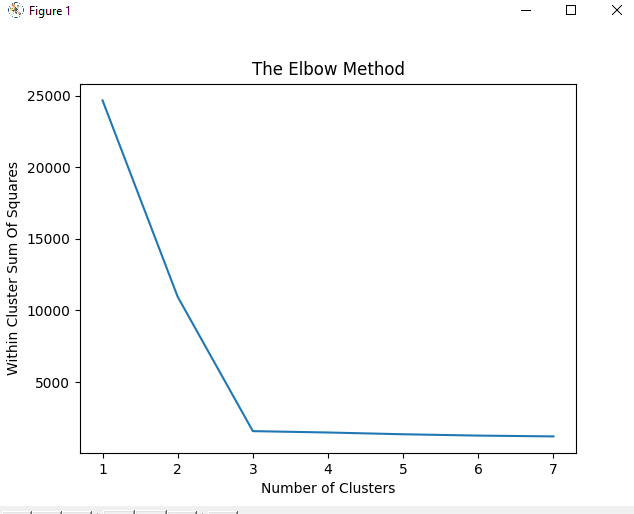 Figure 1
The Elbow Method
25000
20000
15000
10000
5000
Within Cluster Sum Of Squares
1 2 3 4 5 6 7
Number of Clusters